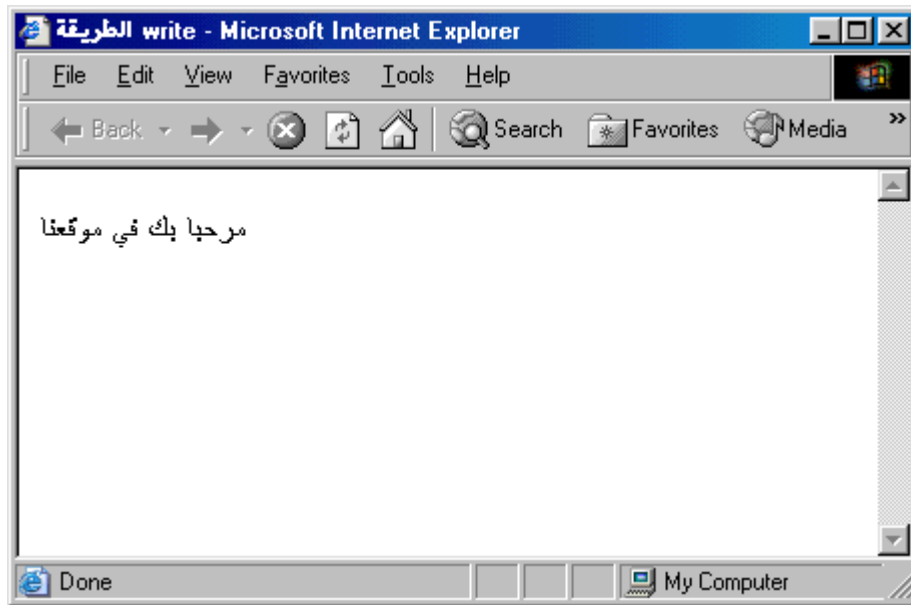 الطريقة write - Microsoft Internet Explorer
File Edit View Favorites Tools Help
Back Search Favorites Media »
مرحبا بك في موقعنا
Done My Computer